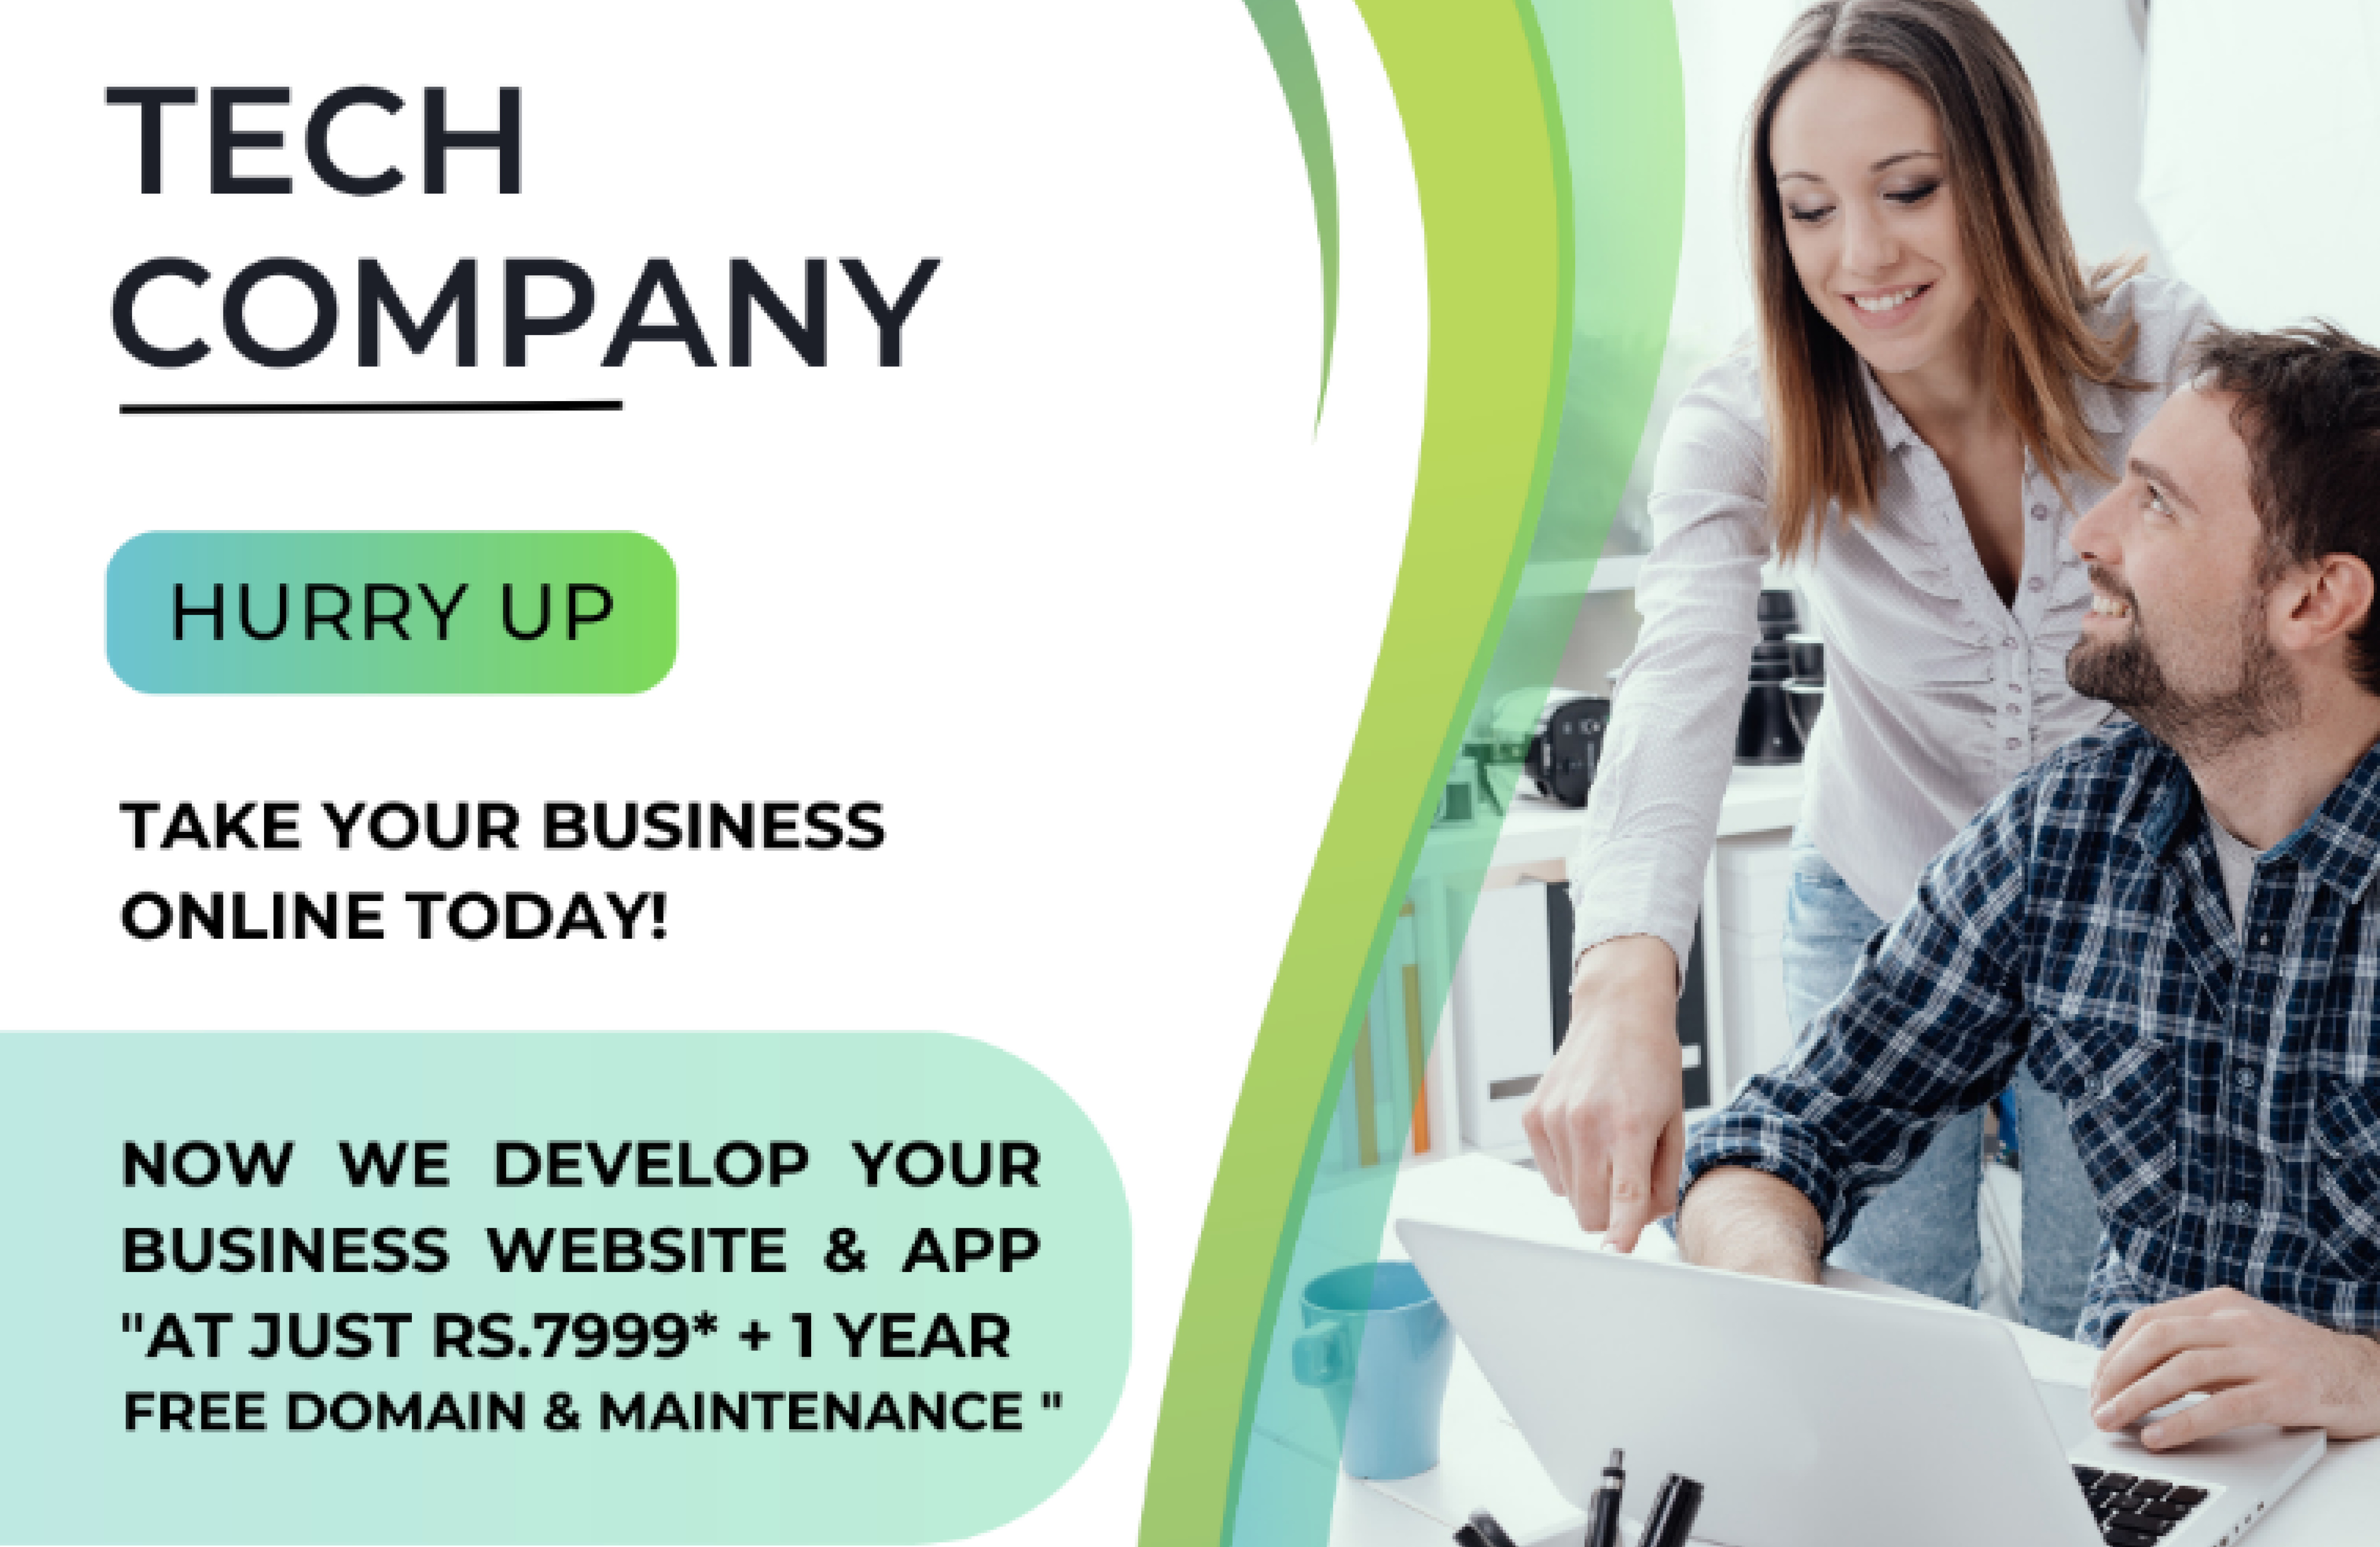 TECH
COMPANY
HURRY UP
TAKE YOUR BUSINESS
ONLINE TODAY!
NOW WE DEVELOP YOUR
BUSINESS WEBSITE & APP
"AT JUST RS.7999* + 1 YEAR
FREE DOMAIN & MAINTENANCE "